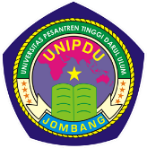 UNIVERSITAS PESANTREN TINGGI DARUL ULUM
UNIPDU
JOMBANG